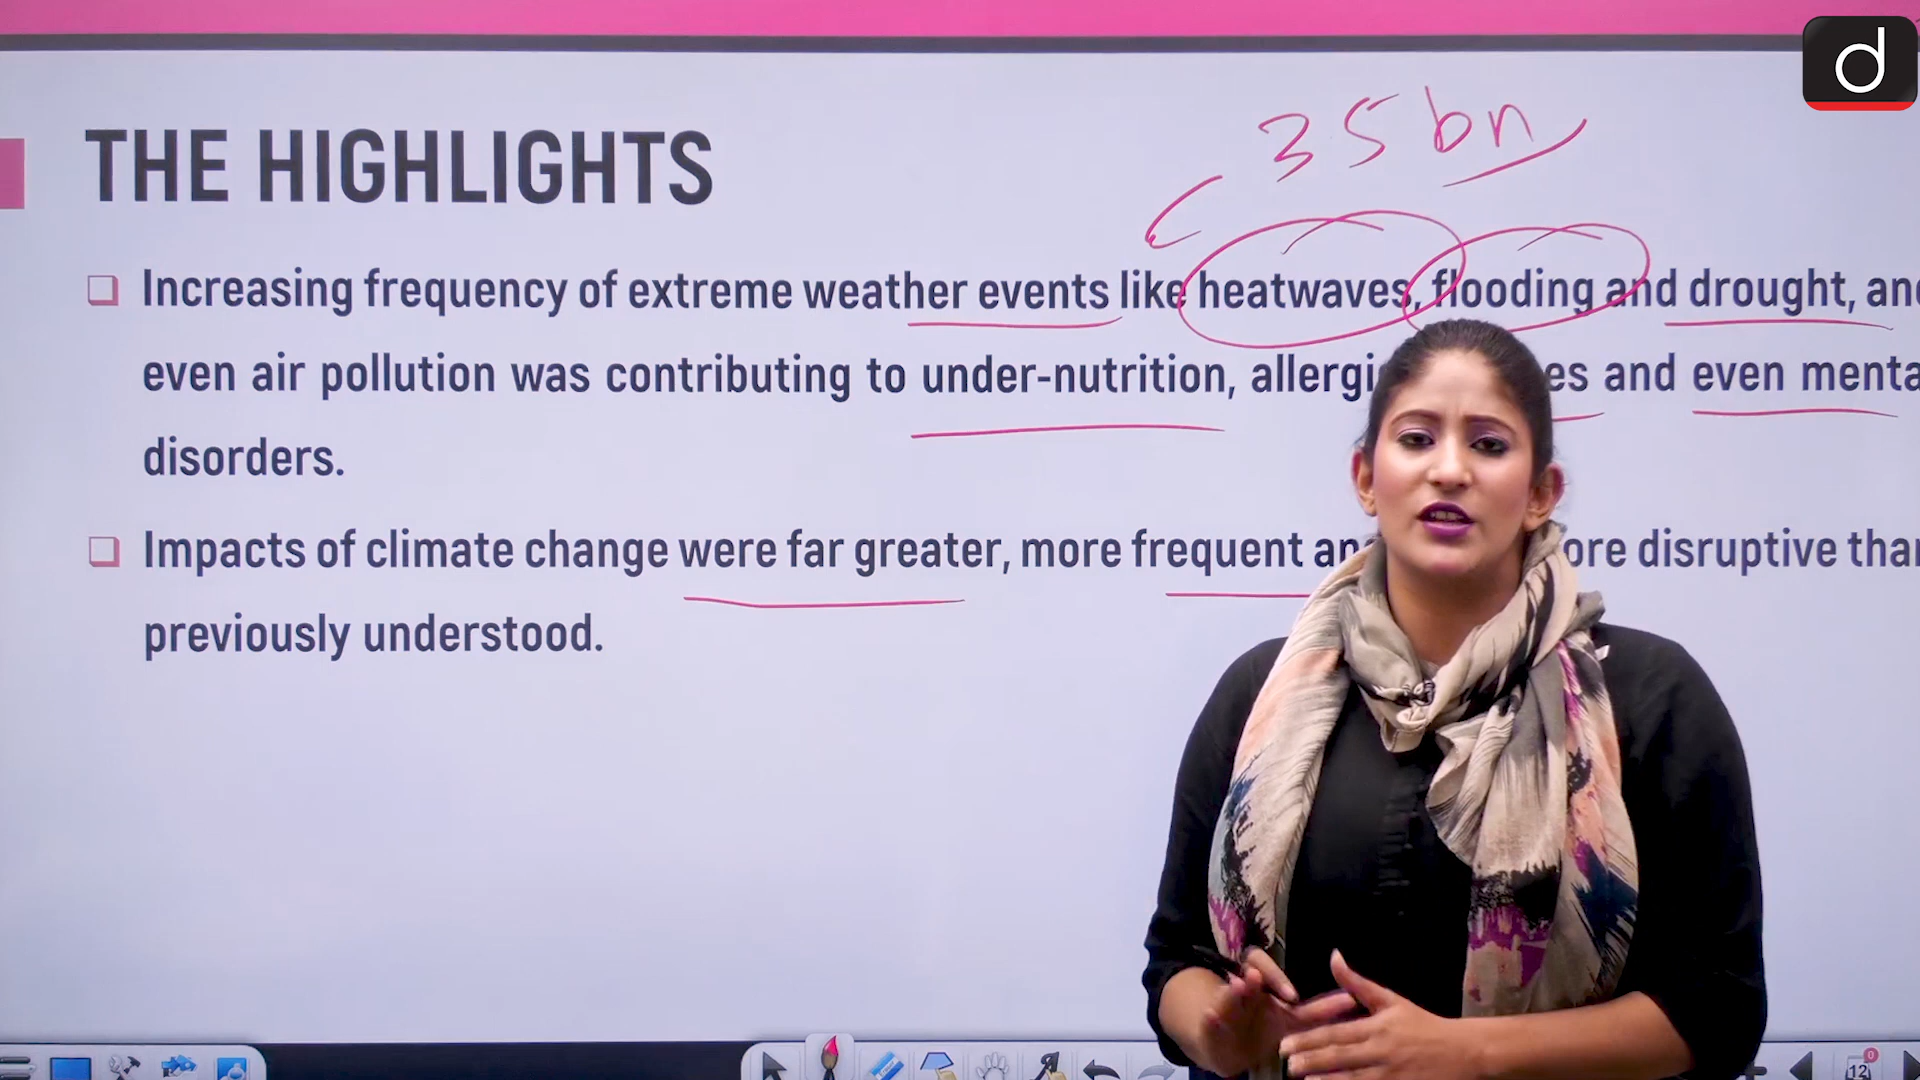 d
35 bn
THE HIGHLIGHTS
Increasing frequency of extreme weather events like heatwaves, flooding and drought, and
even air pollution was contributing to under-nutrition, allergi es and even menta
disorders.
Impacts of climate change were far greater, more frequent an ore disruptive than
previously understood.
12
0